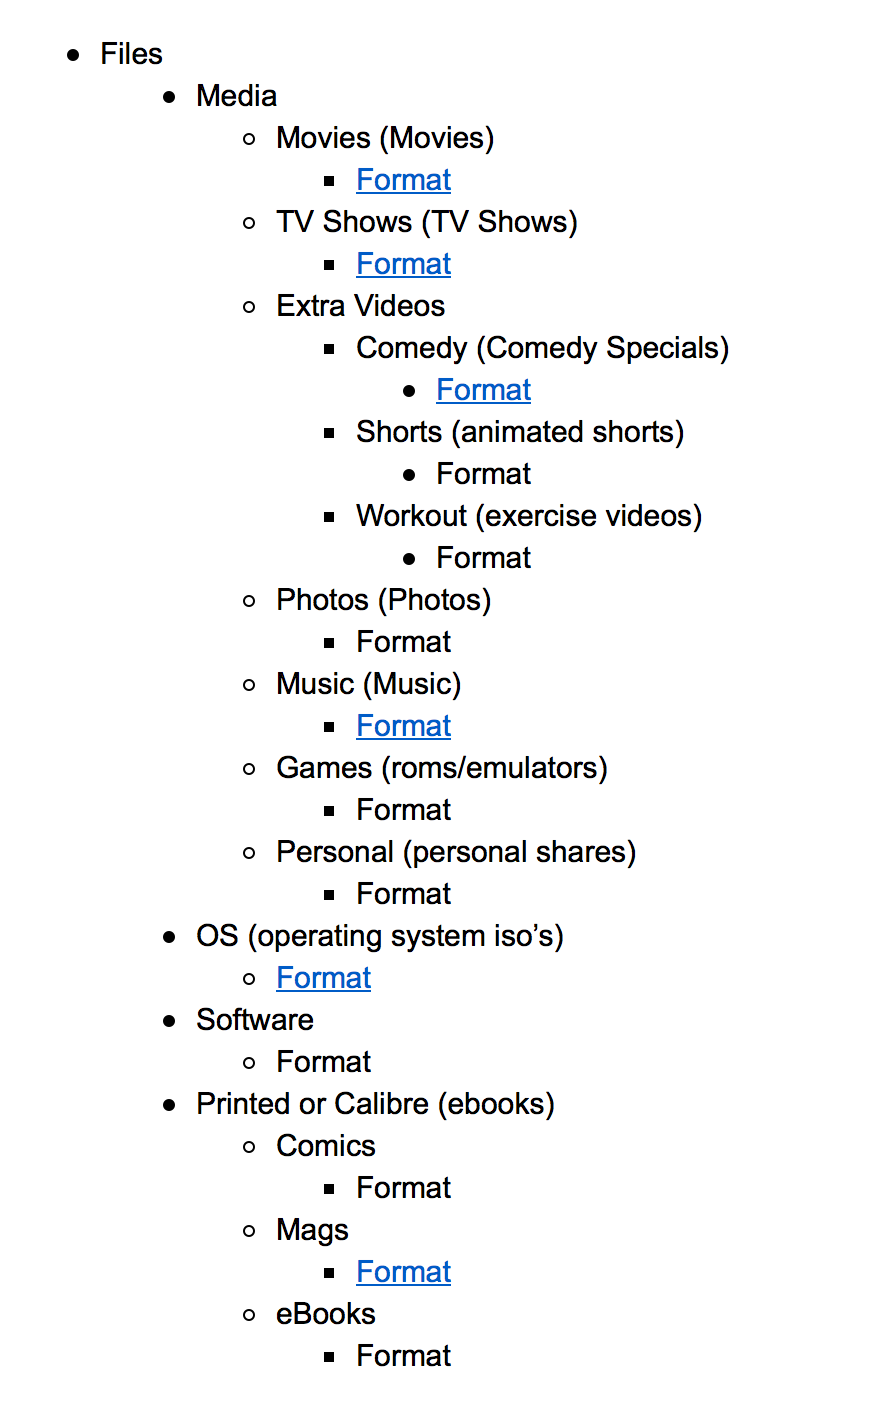 Files
Media
Movies (Movies)
Format
TV Shows (TV Shows)
Format
Extra Videos
Comedy (Comedy Specials)
Format
Shorts (animated shorts)
Format
Workout (exercise videos)
Format
Photos (Photos)
Format
Music (Music)
Format
Games (roms/emulators)
Format
Personal (personal shares)
Format
OS (operating system iso’s)
Format
Software
Format
Printed or Calibre (ebooks)
Comics
Format
Mags
Format
eBooks
Format